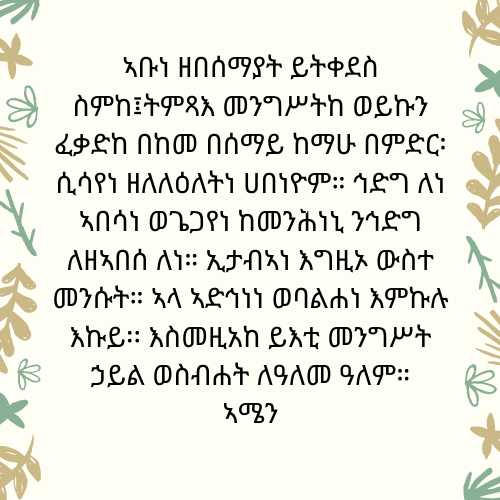 ኣቡነ ዘበሰማያት ይትቀደስ
ስምከ፤ትምጻእ መንግሥትከ ወይኩን
ፈቃድከ በከመ በሰማይ ከማሁ በምድር፡
ሲሳየነ ዘለለዕለትነ ሀበነዮም። ኅድግ ለነ
ኣበሳነ ወጌጋየነ ከመንሕነኒ ንኅድግ
ለዘኣበሰ ለነ። ኢታብኣነ እግዚኦ ውስተ
መንሱት። ኣላ ኣድኅነነ ወባልሐነ እምኩሉ
እኩይ፡፡ እስመዚአከ ይእቲ መንግሥት
ኃይል ወስብሐት ለዓለመ ዓለም።
ኣሜን